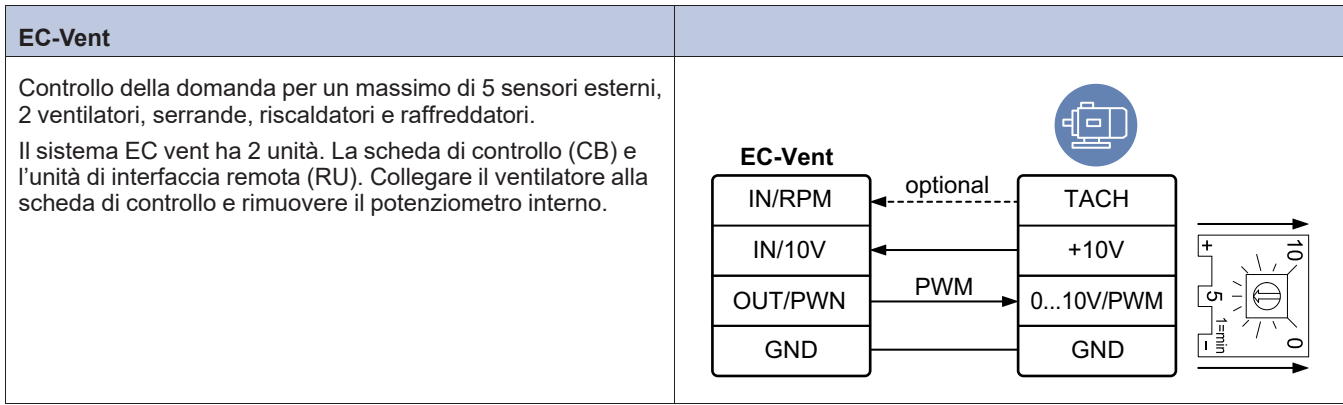 EC-Vent
Controllo della domanda per un massimo di 5 sensori esterni,
2 ventilatori, serrande, riscaldatori e raffreddatori.
Il sistema EC vent ha 2 unità. La scheda di controllo (CB) e
l'unità di interfaccia remota (RU). Collegare il ventilatore alla
scheda di controllo e rimuovere il potenziometro interno.
EC-Vent
IN/RPM
optional
TACH
IN/10V
+10V
OUT/PWN
PWM
0...10V/PWM
GND
GND
+
10
5
1=min
-
0